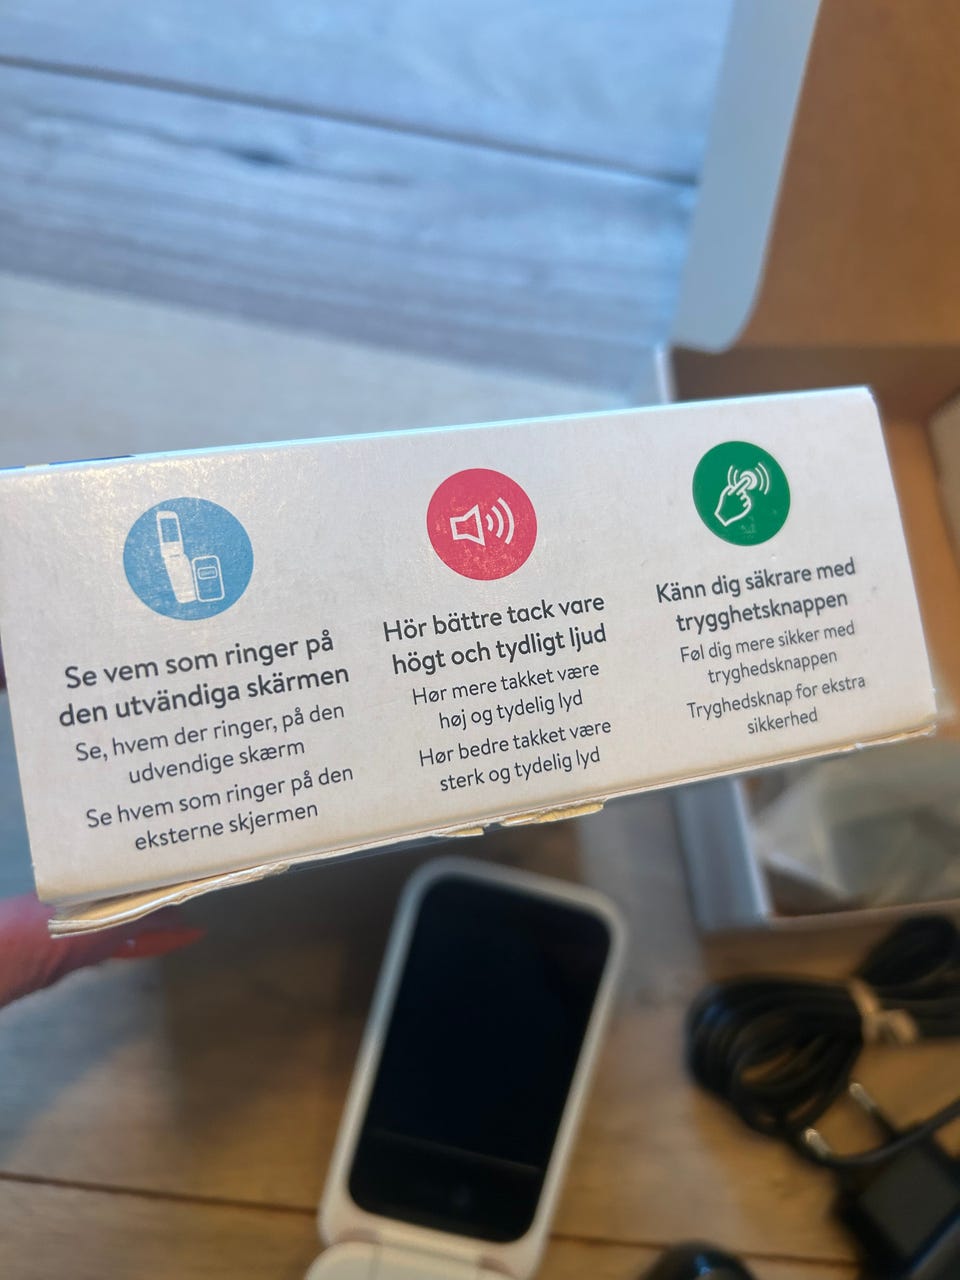 Se vem som ringer på
den utvändiga skärmen
Se, hvem der ringer, på den
udvendige skærm
Se hvem som ringer på den
eksterne skjermen
Hör bättre tack vare
högt och tydligt ljud
Hør mere takket være
høj og tydelig lyd
Hør bedre takket være
sterk og tydelig lyd
Känn dig säkrare med
trygghetsknappen
Føl dig mere sikker med
tryghedsknappen
Tryghedsknap for ekstra
sikkerhed